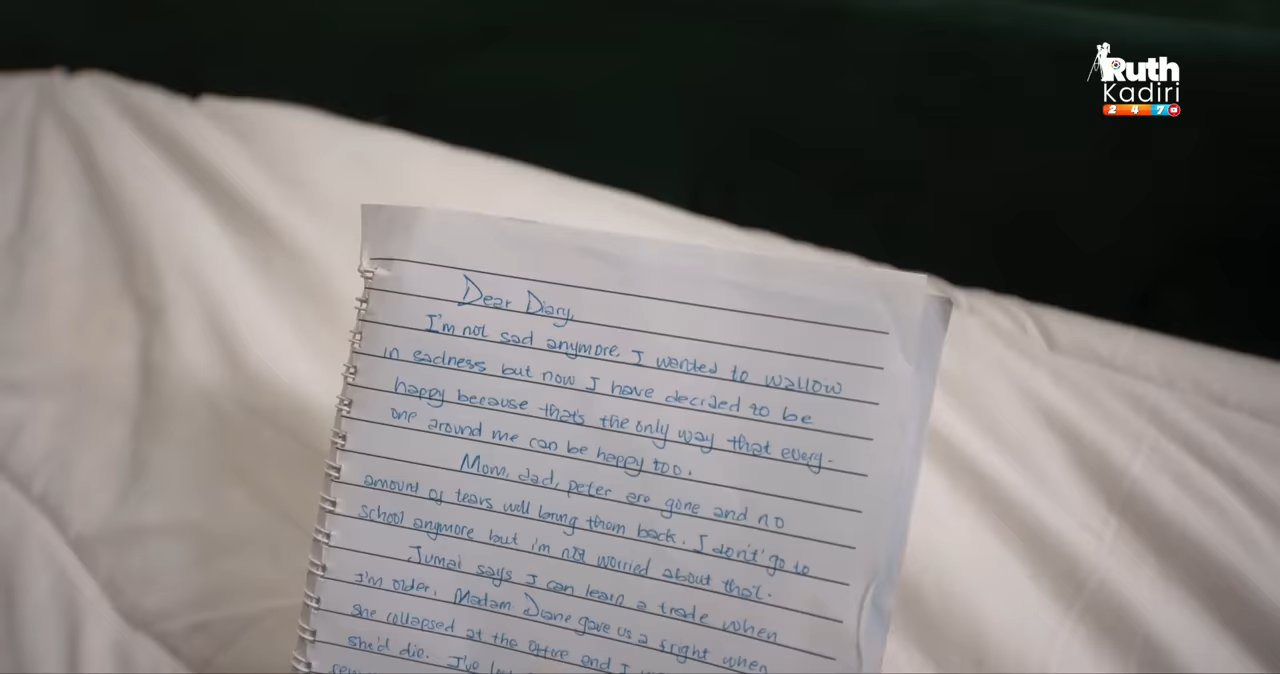 Ruth
Kadiri
247
Dear Diary,
I'm not sad anymore. I wanted to wallow
in sadness but now I have decided to be
happy because that's the only way that every-
one around me can be happy too.
Mom, dad, peter are gone and no
amount of tears will bring them back. I don't go to
school anymore but i'm not worried about that.
Jumai says I can learn a trade when
I'm older. Madam Diane gave us a fright when
she collapsed at the office and I
she'd die. I've